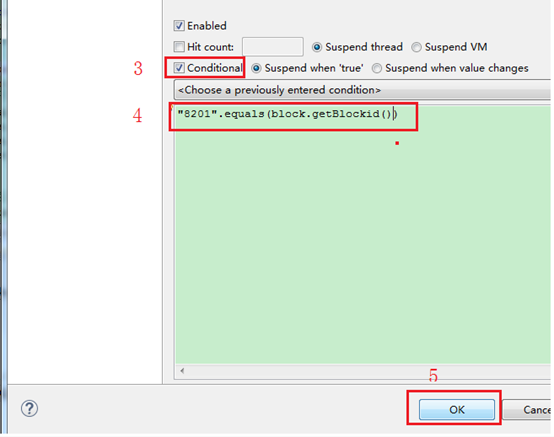 Enabled
Hit count: Suspend thread Suspend VM
3 Conditional Suspend when 'true' Suspend when value changes
<Choose a previously entered condition>
4 "8201".equals(block.getBlockid())
5
? OK Cance